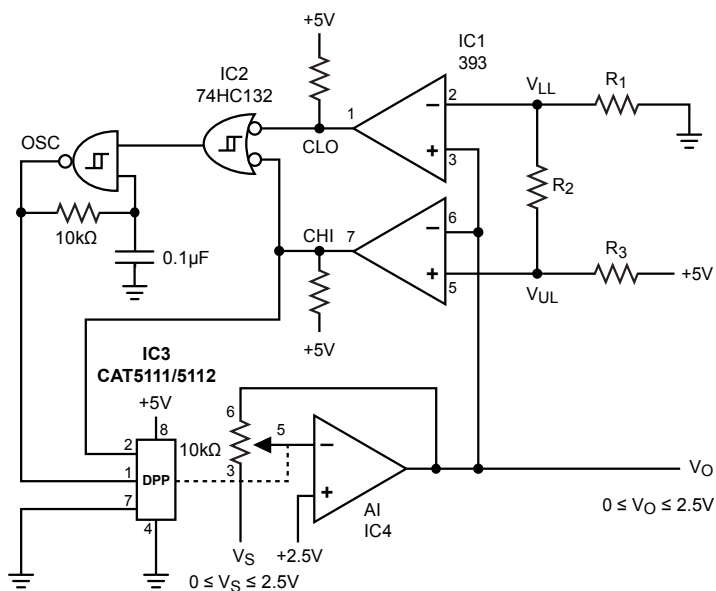 +5V
IC1
393
IC2
74HC132
VLL
R1
OSC
1
2
3
CLO
R2
10kΩ
0.1µF
CHI
7
6
5
R3
+5V
VUL
+5V
IC3
CAT5111/5112
+5V
8
6
5
2
10kΩ
1
DPP
3
7
4
VS
+2.5V
AI
IC4
VO
0 ≤ VO ≤ 2.5V
0 ≤ VS ≤ 2.5V
−
+
−
+
−
+